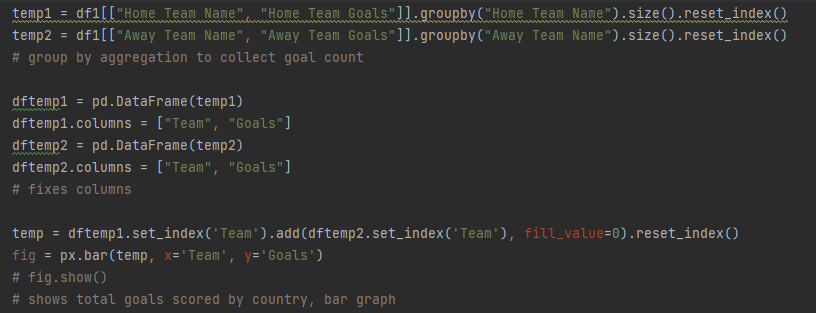 temp1 = df1[["Home Team Name", "Home Team Goals"]].groupby("Home Team Name").size().reset_index()
temp2 = df1[["Away Team Name", "Away Team Goals"]].groupby("Away Team Name").size().reset_index()
# group by aggregation to collect goal count
dftemp1 = pd.DataFrame(temp1)
dftemp1.columns = ["Team", "Goals"]
dftemp2 = pd.DataFrame(temp2)
dftemp2.columns = ["Team", "Goals"]
# fixes columns
temp = dftemp1.set_index('Team').add(dftemp2.set_index('Team'), fill_value=0).reset_index()
fig = px.bar(temp, x='Team', y='Goals')
# fig.show()
# shows total goals scored by country, bar graph